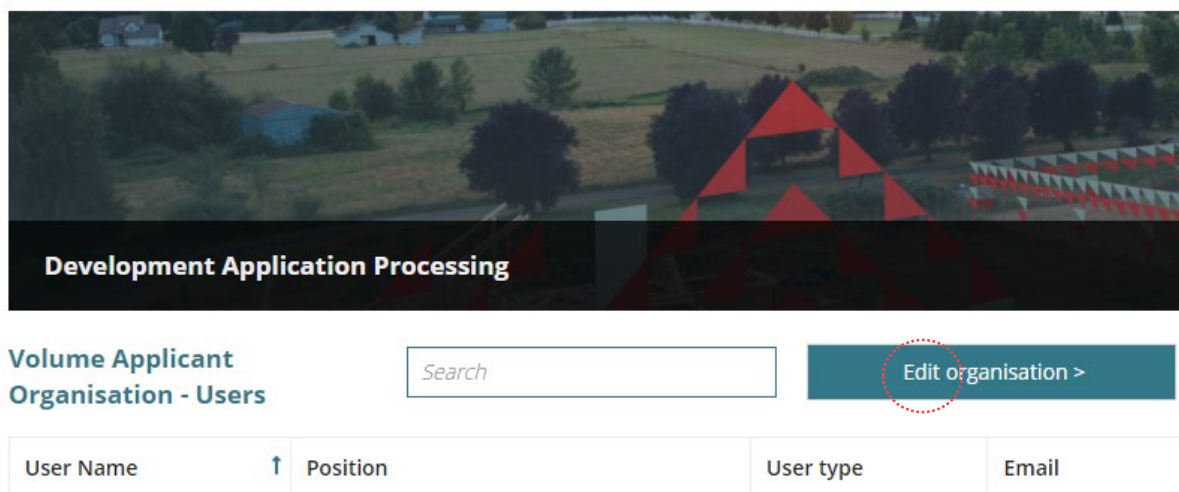 Development Application Processing
Volume Applicant
Organisation - Users
Search
Edit organisation >
User Name ↑ Position User type Email